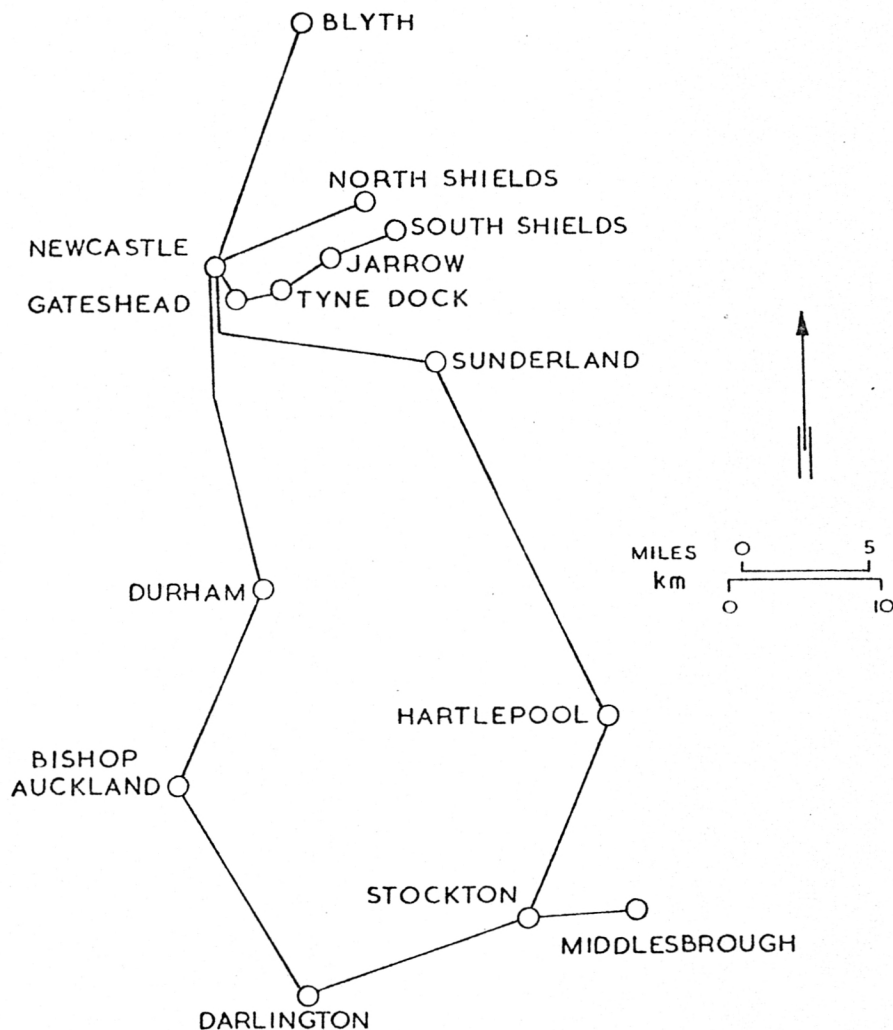 BLYTH
NORTH SHIELDS
SOUTH SHIELDS
NEWCASTLE
JARROW
GATESHEAD
TYNE DOCK
SUNDERLAND
MILES
0 5
km
0 10
DURHAM
HARTLEPOOL
BISHOP
AUCKLAND
STOCKTON
MIDDLESBROUGH
DARLINGTON